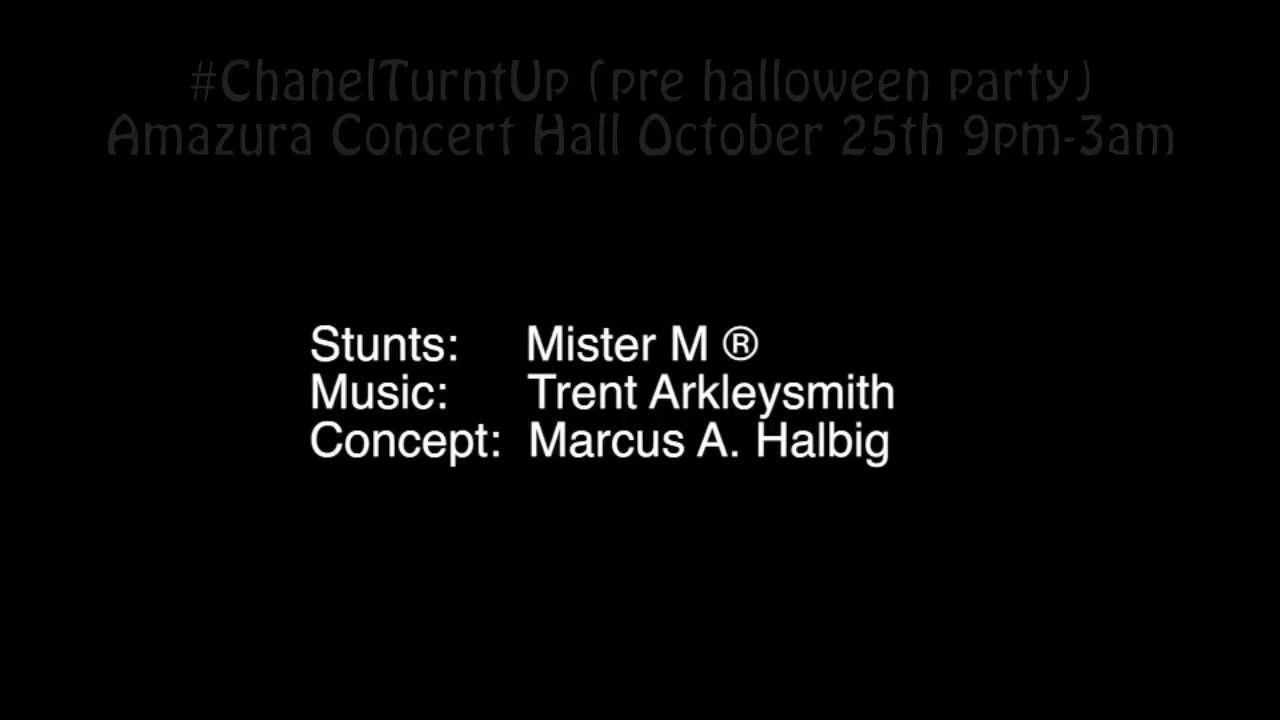 #ChanelTurntUp (pre halloween party)
Amazura Concert Hall October 25th 9pm-3am
Stunts: Mister M ®
Music: Trent Arkleysmith
Concept: Marcus A. Halbig